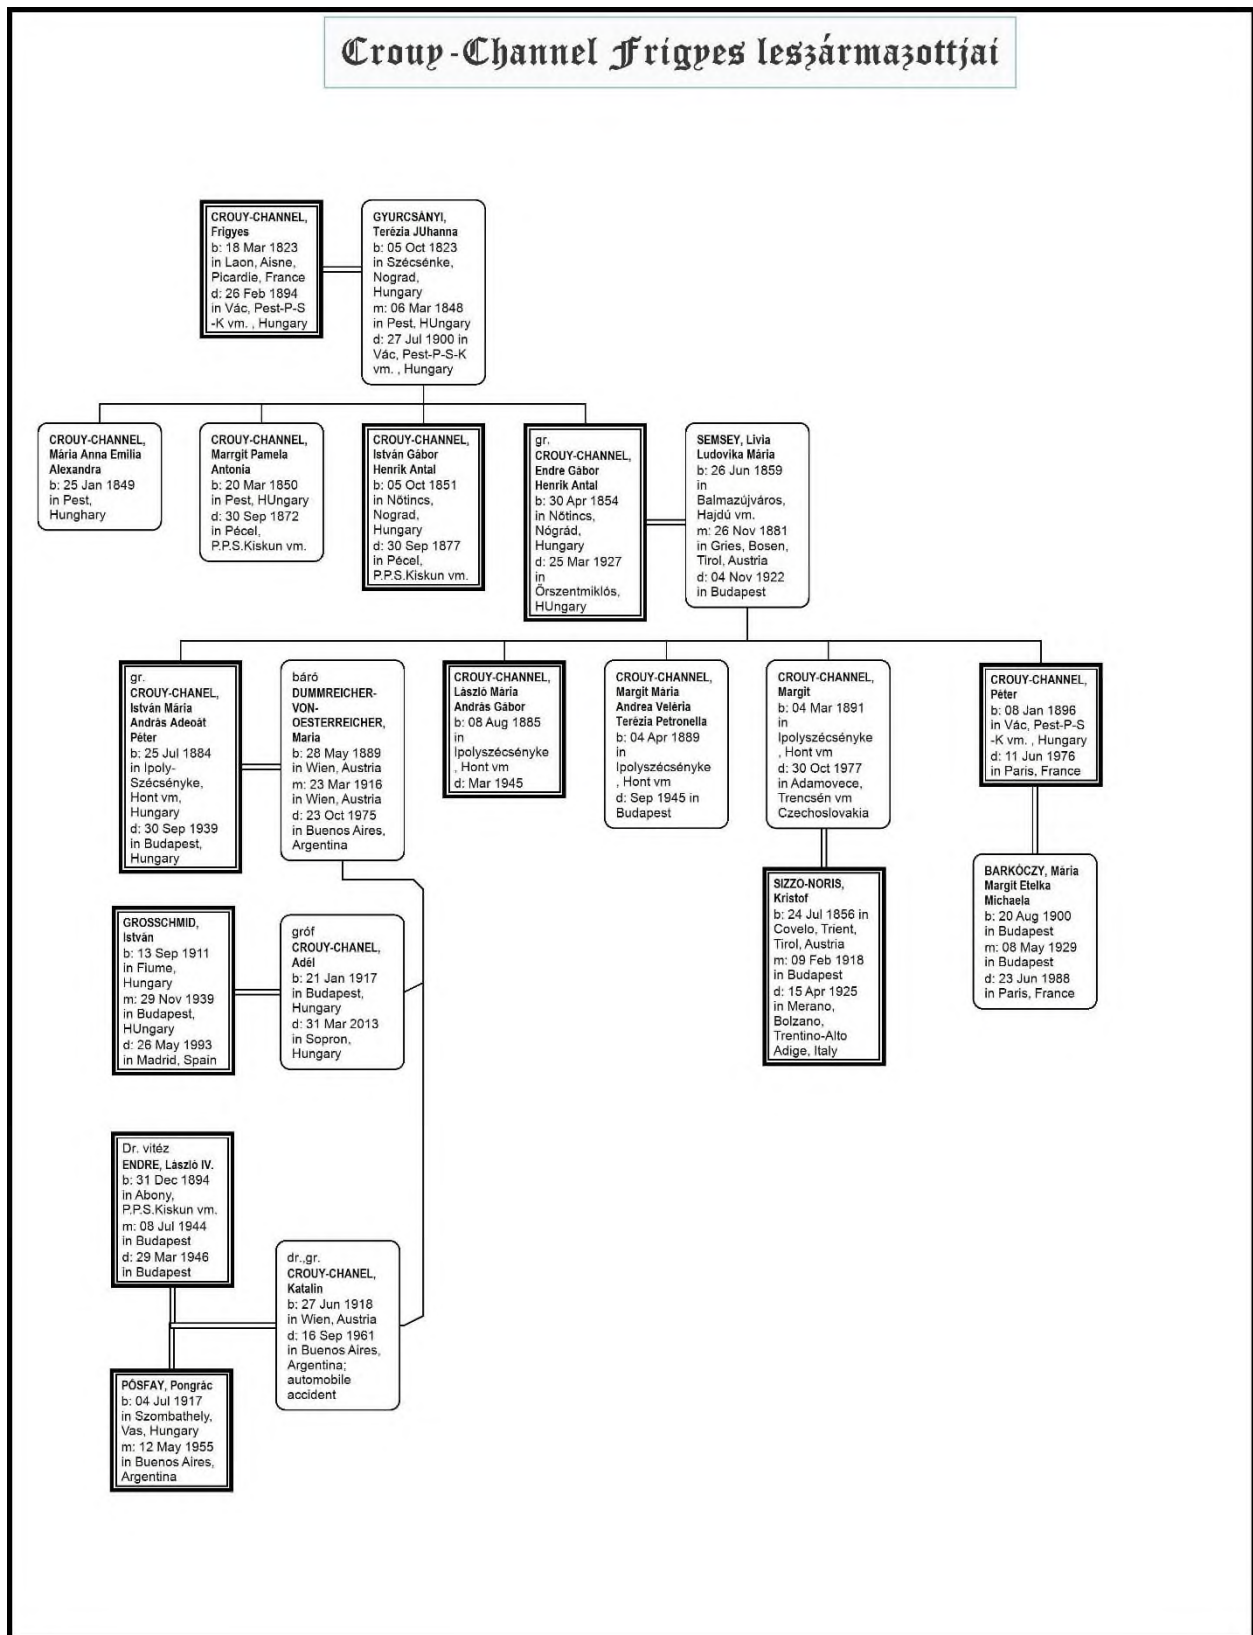 Crouy-Channel Frigyes leszármazottjai
CROUY-CHANNEL,
Frigyes
b: 18 Mar 1823
in Laon, Aisne,
Picardie, France
d: 26 Feb 1894
in Vác, Pest-P-S
-K vm. , Hungary
GYURCSÁNYI,
Terézia JUhanna
b: 05 Oct 1823
in Szécsénke,
Nograd,
Hungary
m: 06 Mar 1848
in Pest, HUngary
d: 27 Jul 1900 in
Vác, Pest-P-S-K
vm. , Hungary
CROUY-CHANNEL,
Mária Anna Emilia
Alexandra
b: 25 Jan 1849
in Pest,
Hunghary
CROUY-CHANNEL,
Marrgit Pamela
Antonia
b: 20 Mar 1850
in Pest, HUngary
d: 30 Sep 1872
in Pécel,
P.P.S.Kiskun vm.
CROUY-CHANNEL,
István Gábor
Henrik Antal
b: 05 Oct 1851
in Nőtincs,
Nograd,
Hungary
d: 30 Sep 1877
in Pécel,
P.P.S.Kiskun vm.
gr.
CROUY-CHANNEL,
Endre Gábor
Henrik Antal
b: 30 Apr 1854
in Nőtincs,
Nógrád,
Hungary
d: 25 Mar 1927
in
Őrszentmiklós,
HUngary
SEMSEY, Livia
Ludovika Mária
b: 26 Jun 1859
in
Balmazújváros,
Hajdú vm.
m: 26 Nov 1881
in Gries, Bosen,
Tirol, Austria
d: 04 Nov 1922
in Budapest
gr.
CROUY-CHANEL,
István Mária
András Adeoát
Péter
b: 25 Jul 1884
in Ipoly-
Szécsényke,
Hont vm,
Hungary
d: 30 Sep 1939
in Budapest,
Hungary
báró
DUMMREICHER-
VON-
OESTERREICHER,
Maria
b: 28 May 1889
in Wien, Austria
m: 23 Mar 1916
in Wien, Austria
d: 23 Oct 1975
in Buenos Aires,
Argentina
CROUY-CHANNEL,
László Mária
András Gábor
b: 08 Aug 1885
in
Ipolyszécsényke
, Hont vm
d: Mar 1945
CROUY-CHANNEL,
Margit Mária
Andrea Veléria
Terézia Petronella
b: 04 Apr 1889
in
Ipolyszécsényke
, Hont vm
d: Sep 1945 in
Budapest
CROUY-CHANNEL,
Margit
b: 04 Mar 1891
in
Ipolyszécsényke
, Hont vm
d: 30 Oct 1977
in Adamovece,
Trencsén vm
Czechoslovakia
CROUY-CHANNEL,
Péter
b: 08 Jan 1896
in Vác, Pest-P-S
-K vm. , Hungary
d: 11 Jun 1976
in Paris, France
SIZZO-NORIS,
Kristof
b: 24 Jul 1856 in
Covelo, Trient,
Tirol, Austria
m: 09 Feb 1918
in Budapest
d: 15 Apr 1925
in Merano,
Bolzano,
Trentino-Alto
Adige, Italy
BARKÓCZY, Mária
Margit Etelka
Michaela
b: 20 Aug 1900
in Budapest
m: 08 May 1929
in Budapest
d: 23 Jun 1988
in Paris, France
GROSSCHMID,
István
b: 13 Sep 1911
in Fiume,
Hungary
m: 29 Nov 1939
in Budapest,
HUngary
d: 26 May 1993
in Madrid, Spain
gróf
CROUY-CHANEL,
Adél
b: 21 Jan 1917
in Budapest,
Hungary
d: 31 Mar 2013
in Sopron,
Hungary
Dr. vitéz
ENDRE, László IV.
b: 31 Dec 1894
in Abony,
P.P.S.Kiskun vm.
m: 08 Jul 1944
in Budapest
d: 29 Mar 1946
in Budapest
dr.,gr.
CROUY-CHANEL,
Katalin
b: 27 Jun 1918
in Wien, Austria
d: 16 Sep 1961
in Buenos Aires,
Argentina;
automobile
accident
PÓSFAY, Pongrác
b: 04 Jul 1917
in Szombathely,
Vas, Hungary
m: 12 May 1955
in Buenos Aires,
Argentina